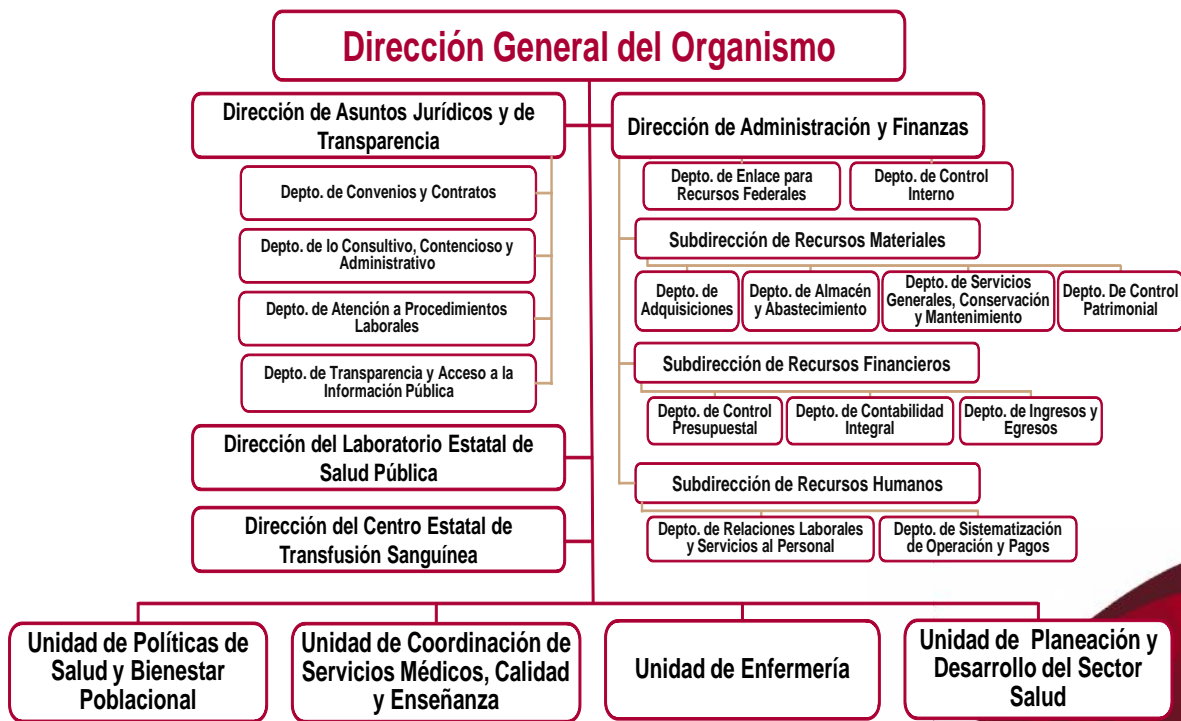 Dirección General del Organismo
Dirección de Asuntos Jurídicos y de
Transparencia
Depto. de Convenios y Contratos
Depto. de lo Consultivo, Contencioso y
Administrativo
Depto. de Atención a Procedimientos
Laborales
Depto. de Transparencia y Acceso a la
Información Pública
Dirección del Laboratorio Estatal de
Salud Pública
Dirección del Centro Estatal de
Transfusión Sanguínea
Dirección de Administración y Finanzas
Depto. de Enlace para
Recursos Federales
Depto. de Control
Interno
Subdirección de Recursos Materiales
Depto. de
Adquisiciones
Depto. de Almacén
y Abastecimiento
Depto. de Servicios
Generales, Conservación
y Mantenimiento
Depto. De Control
Patrimonial
Subdirección de Recursos Financieros
Depto. de Control
Presupuestal
Depto. de Contabilidad
Integral
Depto. de Ingresos y
Egresos
Subdirección de Recursos Humanos
Depto. de Relaciones Laborales
y Servicios al Personal
Depto. de Sistematización
de Operación y Pagos
Unidad de Políticas de
Salud y Bienestar
Poblacional
Unidad de Coordinación de
Servicios Médicos, Calidad
y Enseñanza
Unidad de Enfermería
Unidad de Planeación y
Desarrollo del Sector
Salud